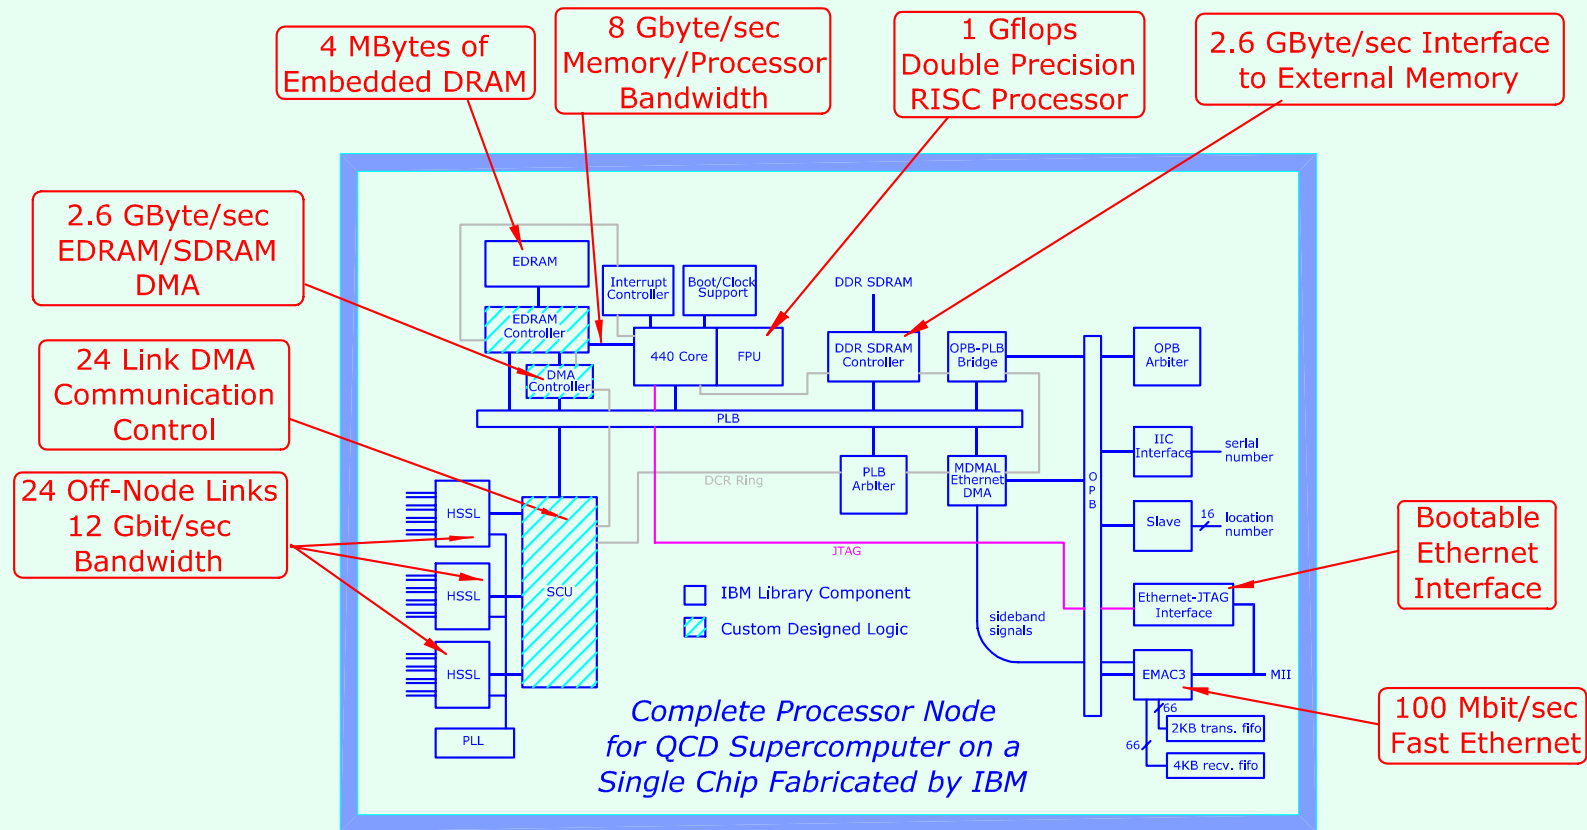 4 MBytes of
Embedded DRAM
8 Gbyte/sec
Memory/Processor
Bandwidth
1 Gflops
Double Precision
RISC Processor
2.6 GByte/sec Interface
to External Memory
2.6 GByte/sec
EDRAM/SDRAM
DMA
24 Link DMA
Communication
Control
24 Off-Node Links
12 Gbit/sec
Bandwidth
Bootable
Ethernet
Interface
100 Mbit/sec
Fast Ethernet
EDRAM
Interrupt
Controller
Boot/Clock
Support
DDR SDRAM
EDRAM
Controller
440 Core
FPU
DDR SDRAM
Controller
OPB-PLB
Bridge
OPB
Arbiter
DMA
Controller
PLB
PLB
Arbiter
MDMAL
Ethernet
DMA
OPB
IIC
Interface
serial
number
DCR Ring
Slave
16
location
number
JTAG
HSSL
HSSL
HSSL
SCU
PLL
IBM Library Component
Custom Designed Logic
sideband
signals
Ethernet-JTAG
Interface
EMAC3
MII
66
2KB trans. fifo
66
4KB recv. fifo
Complete Processor Node
for QCD Supercomputer on a
Single Chip Fabricated by IBM